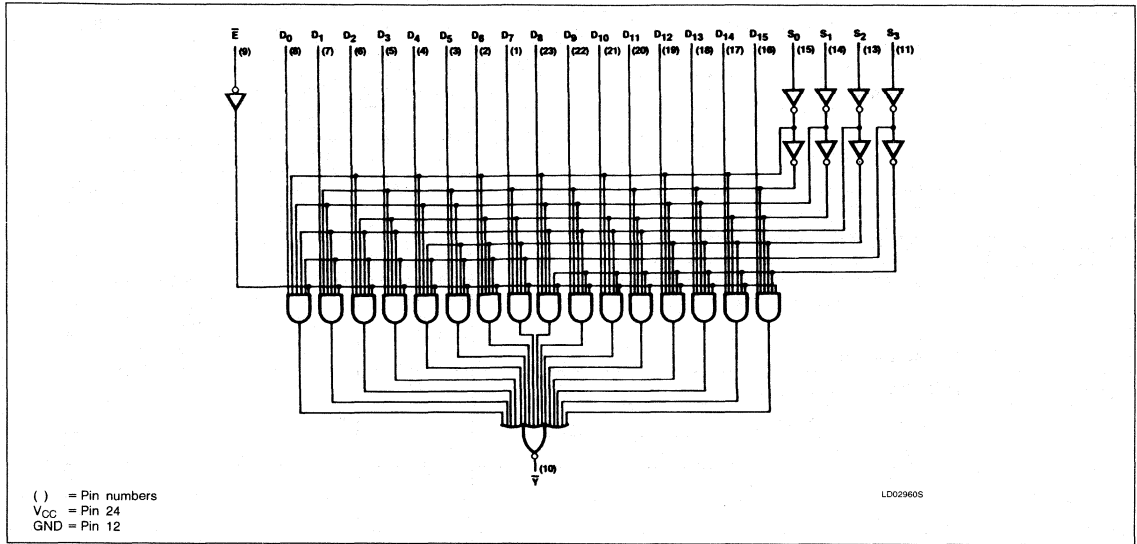 E̅ D0 D1 D2 D3 D4 D5 D6 D7 D8 D9 D10 D11 D12 D13 D14 D15 S0 S1 S2 S3
(9) (8) (7) (6) (5) (4) (3) (2) (1) (23) (22) (21) (20) (19) (18) (17) (16) (15) (14) (13) (11)
(10)
Y̅
( ) = Pin numbers
VCC = Pin 24
GND = Pin 12
LD02960S